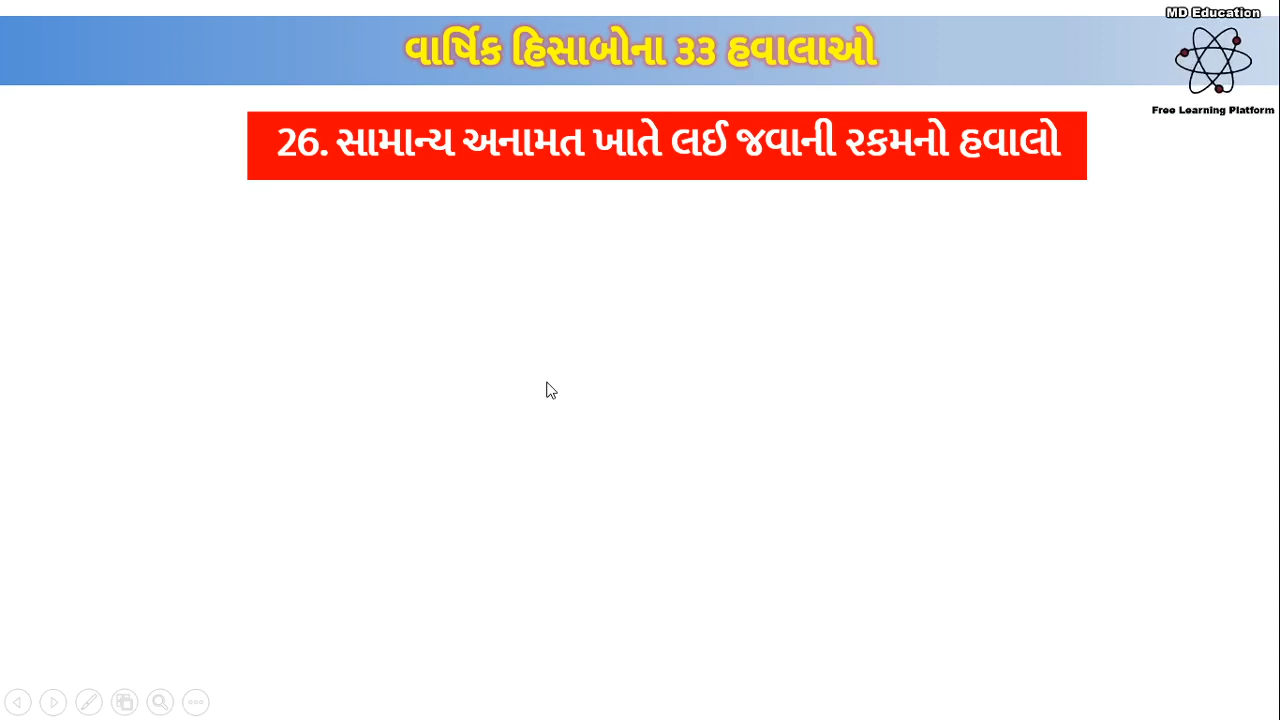 MD Education
વાર્ષિક હિસાબોના ૩૩ હવાલાઓ
Free Learning Platform
26. સામાન્ય અનામત ખાતે લઈ જવાની રકમનો હવાલો